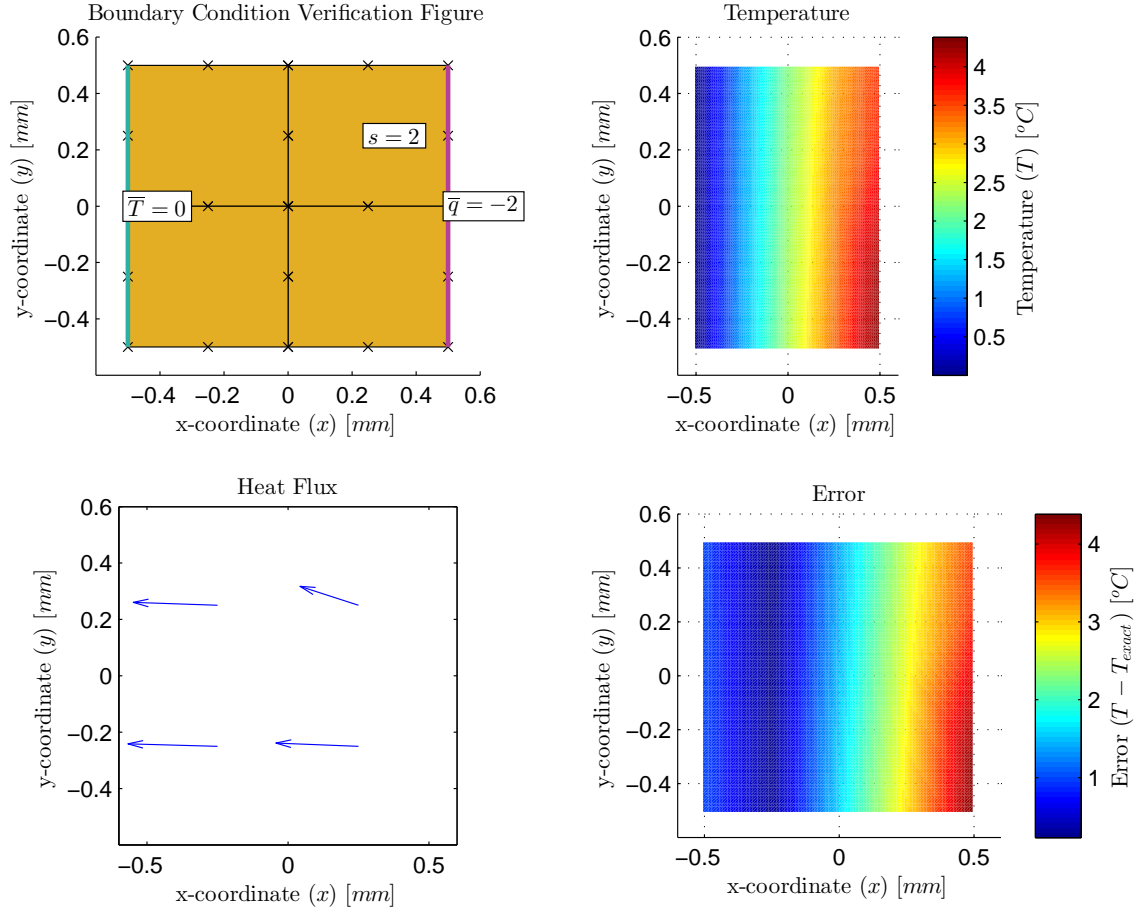 Boundary Condition Verification Figure
0.6
0.4
0.2
0
−0.2
−0.4
y-coordinate (y) [mm]
s = 2
T̅ = 0
q̅ = −2
−0.4 −0.2 0 0.2 0.4 0.6
x-coordinate (x) [mm]
Temperature
0.6
0.4
0.2
0
−0.2
−0.4
y-coordinate (y) [mm]
−0.5 0 0.5
x-coordinate (x) [mm]
4
3.5
3
2.5
2
1.5
1
0.5
Temperature (T) [°C]
Heat Flux
0.6
0.4
0.2
0
−0.2
−0.4
y-coordinate (y) [mm]
−0.5 0 0.5
x-coordinate (x) [mm]
Error
0.6
0.4
0.2
0
−0.2
−0.4
y-coordinate (y) [mm]
−0.5 0 0.5
x-coordinate (x) [mm]
4
3
2
1
Error (T − T_exact) [°C]